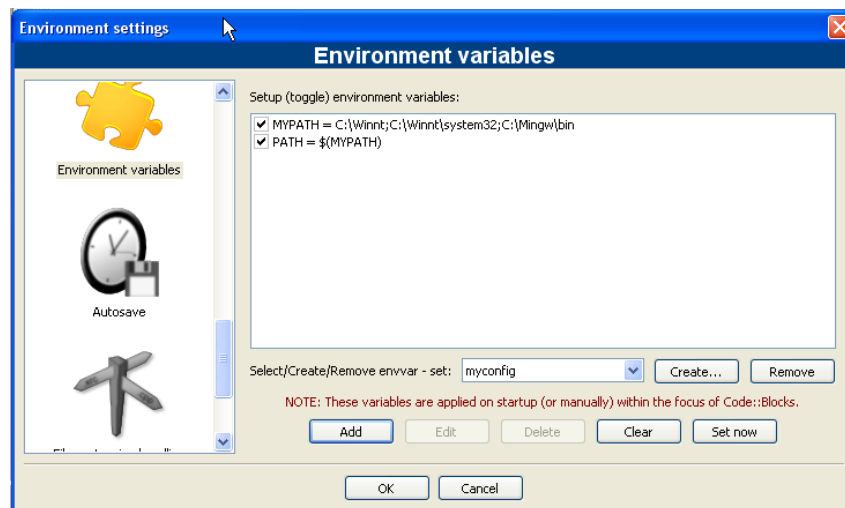 Environment settings
Environment variables
Environment variables
Autosave
Setup (toggle) environment variables:
MYPATH = C:\Winnt;C:\Winnt\system32;C:\Mingw\bin
PATH = $(MYPATH)
Select/Create/Remove envvar - set: myconfig Create... Remove
NOTE: These variables are applied on startup (or manually) within the focus of Code::Blocks.
Add Edit Delete Clear Set now
OK Cancel